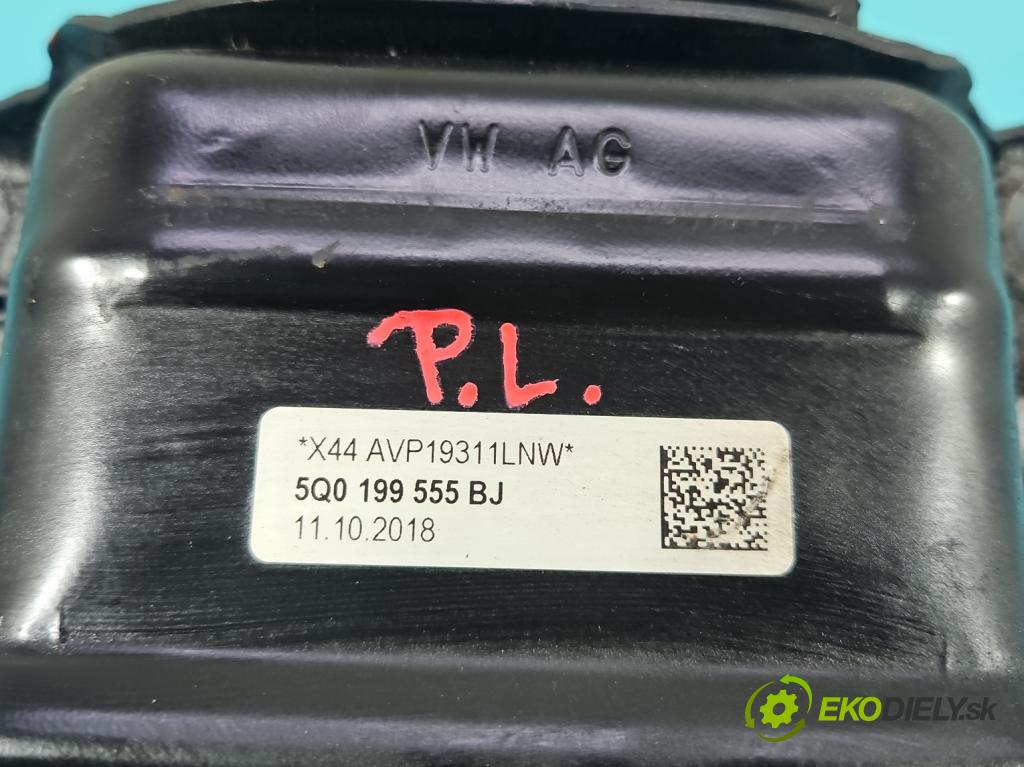 VW AG
P.L.
*X44 AVP19311LNW*
5Q0 199 555 BJ
11.10.2018
EKODIELY.sk